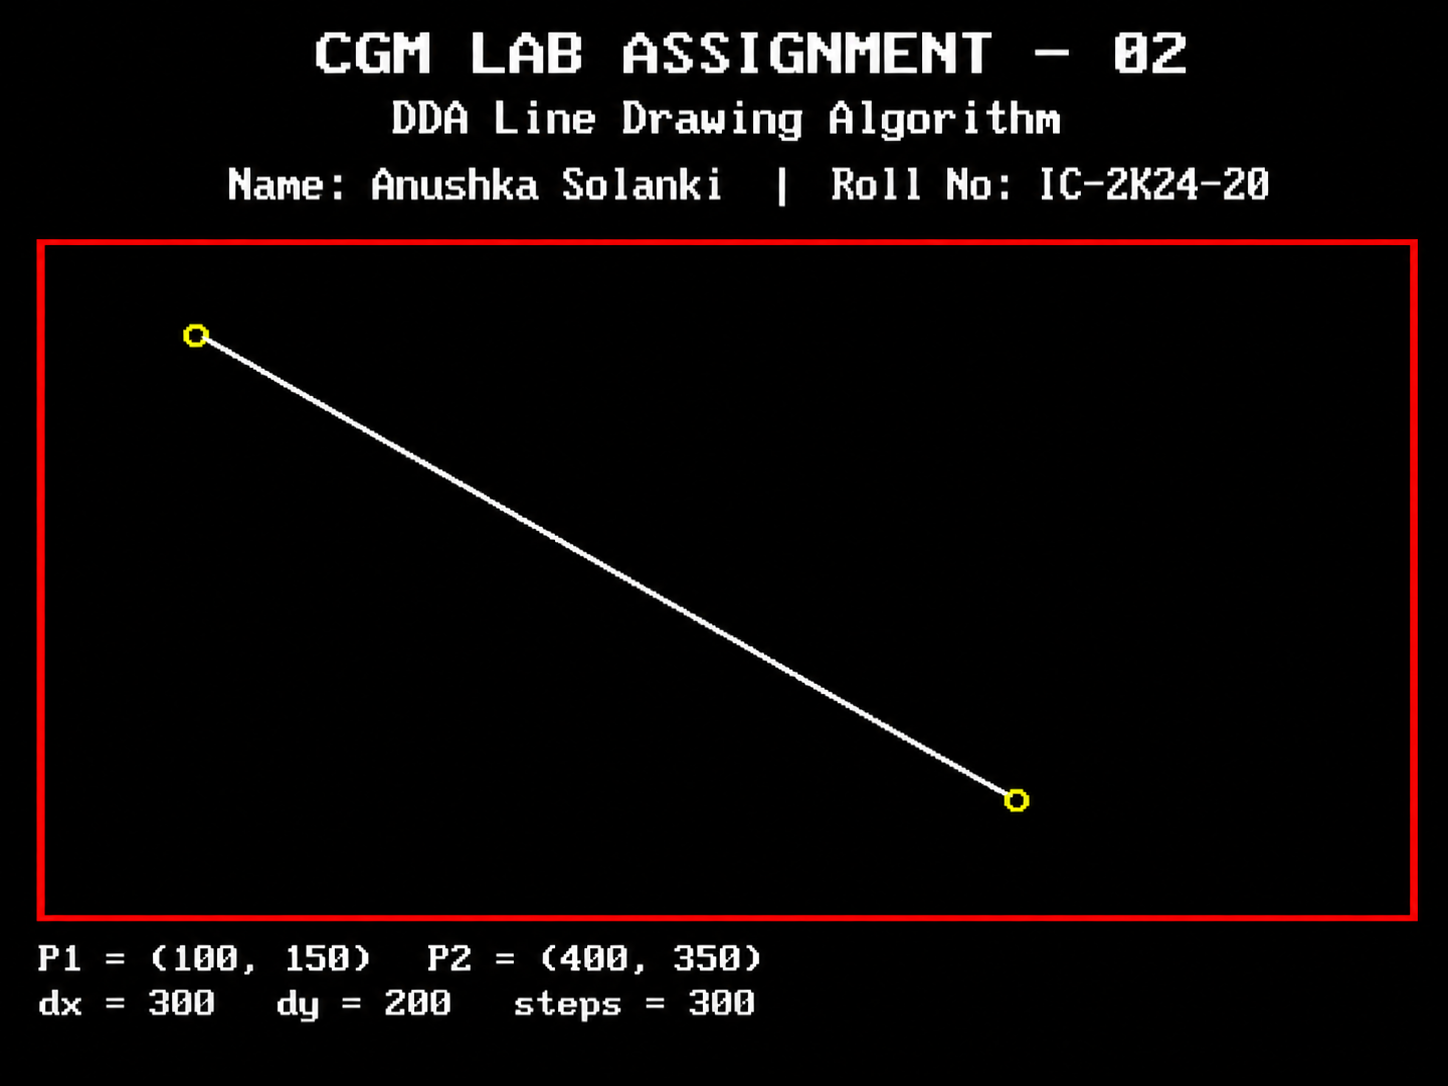 CGM LAB ASSIGNMENT - 02
DDA Line Drawing Algorithm
Name: Anushka Solanki | Roll No: IC-2K24-20
P1 = (100, 150) P2 = (400, 350)
dx = 300 dy = 200 steps = 300